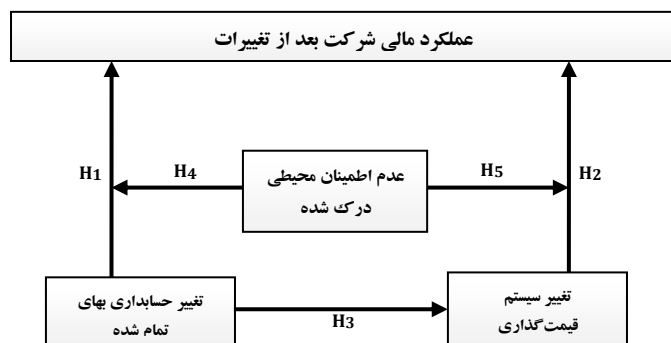 عملکرد مالی شرکت بعد از تغییرات
H1
H4
عدم اطمینان محیطی
درک شده
H5
H2
تغییر حسابداری بهای
تمام شده
H3
تغییر سیستم
قیمت‌گذاری